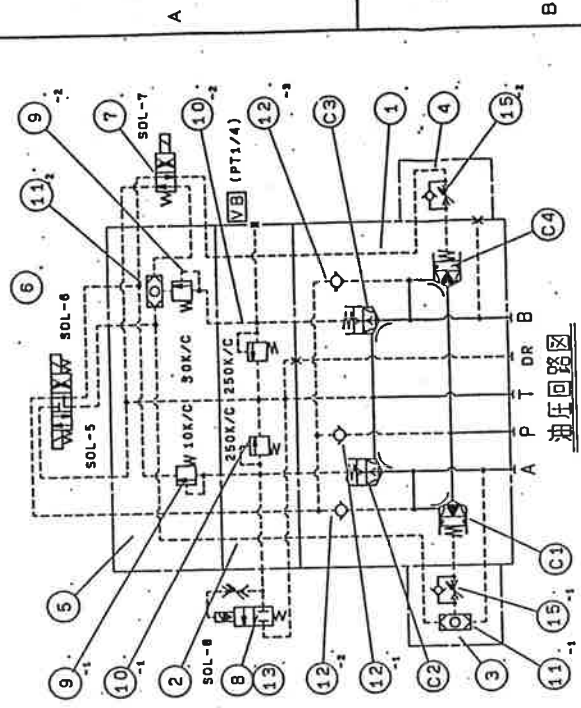 A
B
6
11 2
9 -2
7
SOL-7
10 -2
(PT1/4)
VB
12 -3
C3
1
4
15 2
SOL-6
SOL-5
30K/C
10K/C
250K/C
250K/C
C4
5
9 -1
10 -1
2
SOL-8
8
13
12 -2
12 -1
C2
3
11 -1
15 -1
C1
A
P
T
DR
B
油圧回路図